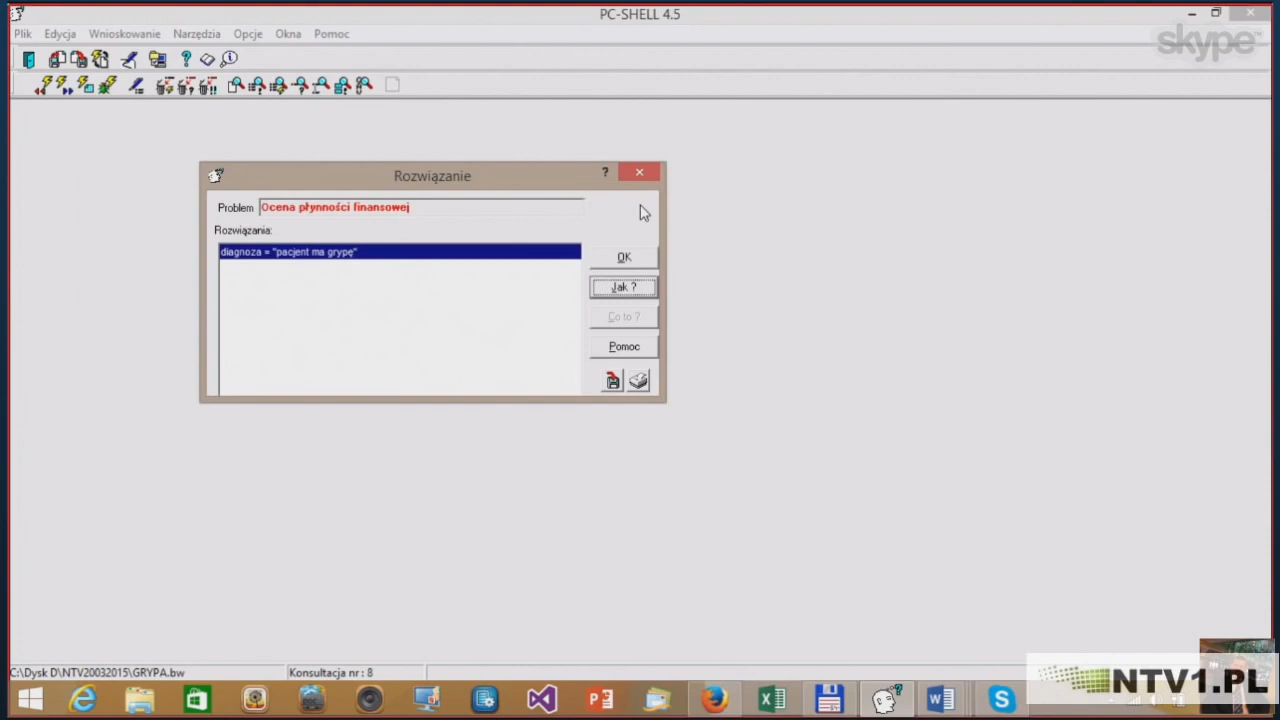 PC-SHELL 4.5
Plik Edycja Wnioskowanie Narzędzia Opcje Okna Pomoc
skype
Rozwiązanie
Problem Ocena płynności finansowej
Rozwiązania:
diagnoza = "pacjent ma grypę"
OK
Jak ?
Co to ?
Pomoc
C:\Dysk D\NTV20032015\GRYPA.bw Konsultacja nr : 8
NTV1.PL